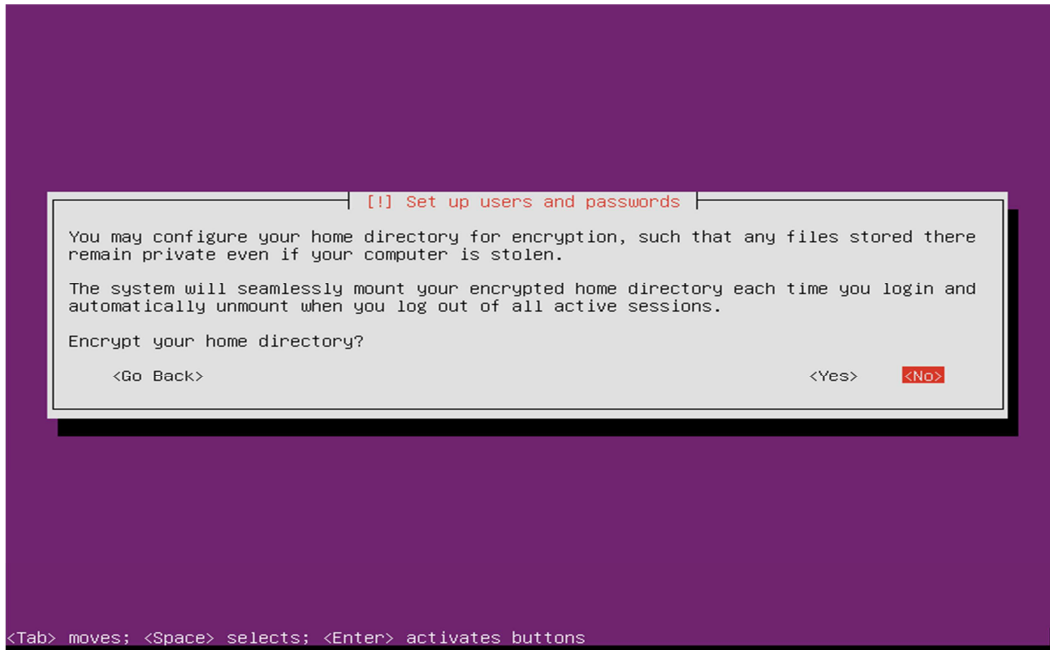 [!] Set up users and passwords
You may configure your home directory for encryption, such that any files stored there
remain private even if your computer is stolen.
The system will seamlessly mount your encrypted home directory each time you login and
automatically unmount when you log out of all active sessions.
Encrypt your home directory?
<Go Back> <Yes> <No>
<Tab> moves; <Space> selects; <Enter> activates buttons